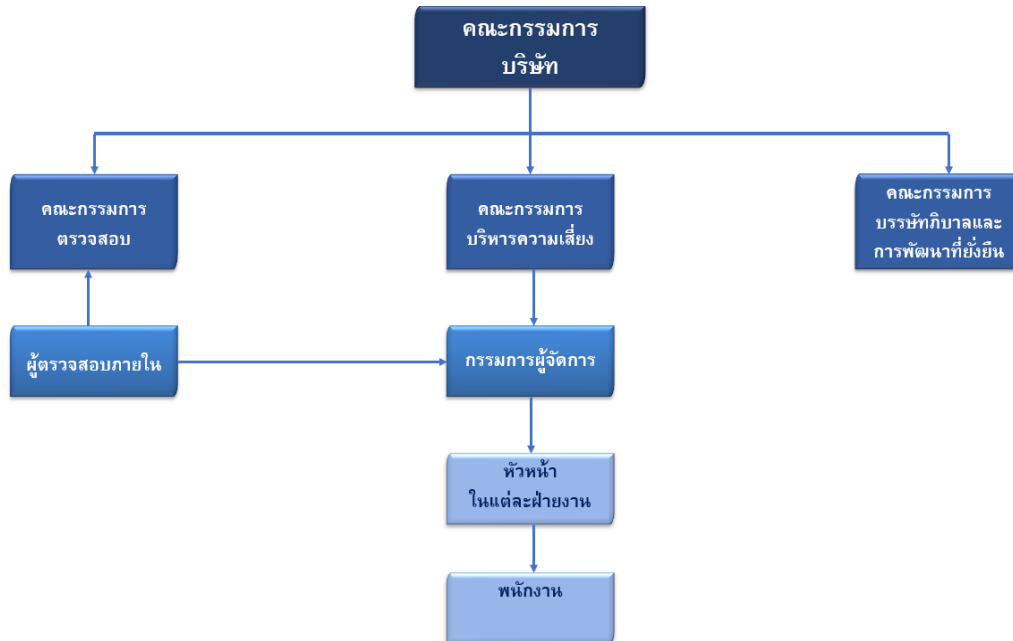 คณะกรรมการ
บริษัท
คณะกรรมการ
ตรวจสอบ
คณะกรรมการ
บริหารความเสี่ยง
คณะกรรมการ
บรรษัทภิบาลและ
การพัฒนาที่ยั่งยืน
ผู้ตรวจสอบภายใน
กรรมการผู้จัดการ
หัวหน้า
ในแต่ละฝ่ายงาน
พนักงาน